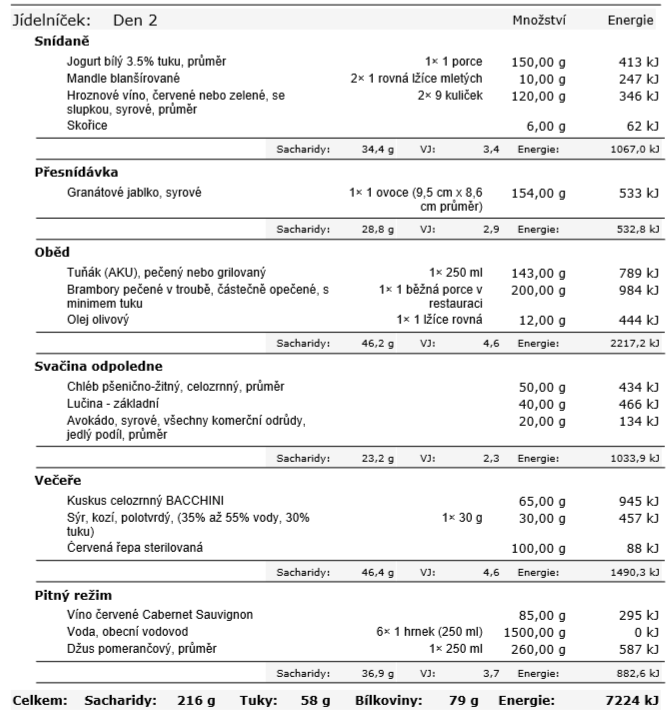 Jídelníček: Den 2 Množství Energie
Snídaně
Jogurt bílý 3.5% tuku, průměr 1× 1 porce 150,00 g 413 kJ
Mandle blanšírované 2× 1 rovná lžíce mletých 10,00 g 247 kJ
Hroznové víno, červené nebo zelené, se 2× 9 kuliček 120,00 g 346 kJ
slupkou, syrové, průměr
Skořice 6,00 g 62 kJ
Sacharidy: 34,4 g VJ: 3,4 Energie: 1067,0 kJ
Přesnídávka
Granátové jablko, syrové 1× 1 ovoce (9,5 cm x 8,6 154,00 g 533 kJ
cm průměr)
Sacharidy: 28,8 g VJ: 2,9 Energie: 532,8 kJ
Oběd
Tuňák (AKU), pečený nebo grilovaný 1× 250 ml 143,00 g 789 kJ
Brambory pečené v troubě, částečně opečené, s 1× 1 běžná porce v 200,00 g 984 kJ
minimem tuku restauraci
Olej olivový 1× 1 lžíce rovná 12,00 g 444 kJ
Sacharidy: 46,2 g VJ: 4,6 Energie: 2217,2 kJ
Svačina odpoledne
Chléb pšenično-žitný, celozrnný, průměr 50,00 g 434 kJ
Lučina - základní 40,00 g 466 kJ
Avokádo, syrové, všechny komerční odrůdy, 20,00 g 134 kJ
jedlý podíl, průměr
Sacharidy: 23,2 g VJ: 2,3 Energie: 1033,9 kJ
Večeře
Kuskus celozrnný BACCHINI 65,00 g 945 kJ
Sýr, kozí, polotvrdý, (35% až 55% vody, 30% 1× 30 g 30,00 g 457 kJ
tuku)
Červená řepa sterilovaná 100,00 g 88 kJ
Sacharidy: 46,4 g VJ: 4,6 Energie: 1490,3 kJ
Pitný režim
Víno červené Cabernet Sauvignon 85,00 g 295 kJ
Voda, obecní vodovod 6× 1 hrnek (250 ml) 1500,00 g 0 kJ
Džus pomerančový, průměr 1× 250 ml 260,00 g 587 kJ
Sacharidy: 36,9 g VJ: 3,7 Energie: 882,6 kJ
Celkem: Sacharidy: 216 g Tuky: 58 g Bílkoviny: 79 g Energie: 7224 kJ